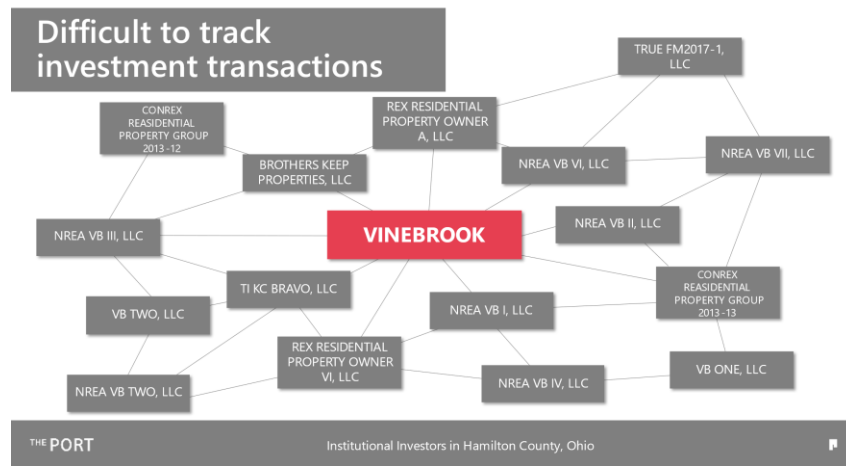 Difficult to track
investment transactions
TRUE FM2017-1,
LLC
CONREX
REASIDENTIAL
PROPERTY GROUP
2013-12
REX RESIDENTIAL
PROPERTY OWNER
A, LLC
BROTHERS KEEP
PROPERTIES, LLC
NREA VB VI, LLC
NREA VB VII, LLC
NREA VB III, LLC
VINEBROOK
NREA VB II, LLC
TI KC BRAVO, LLC
CONREX
REASIDENTIAL
PROPERTY GROUP
2013-13
VB TWO, LLC
NREA VB I, LLC
REX RESIDENTIAL
PROPERTY OWNER
VI, LLC
VB ONE, LLC
NREA VB TWO, LLC
NREA VB IV, LLC
THE PORT
Institutional Investors in Hamilton County, Ohio